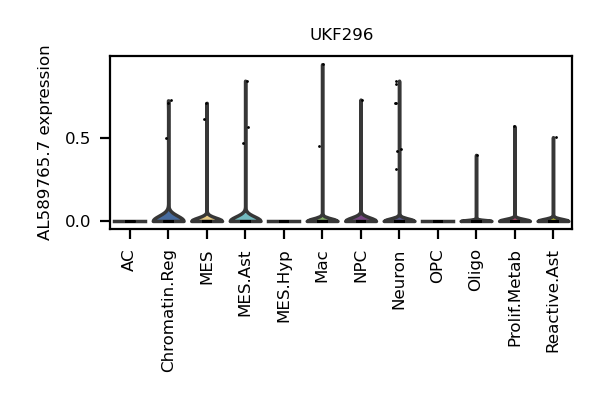 UKF296
AL589765.7 expression
0.5
0.0
AC
Chromatin.Reg
MES
MES.Ast
MES.Hyp
Mac
NPC
Neuron
OPC
Oligo
Prolif.Metab
Reactive.Ast